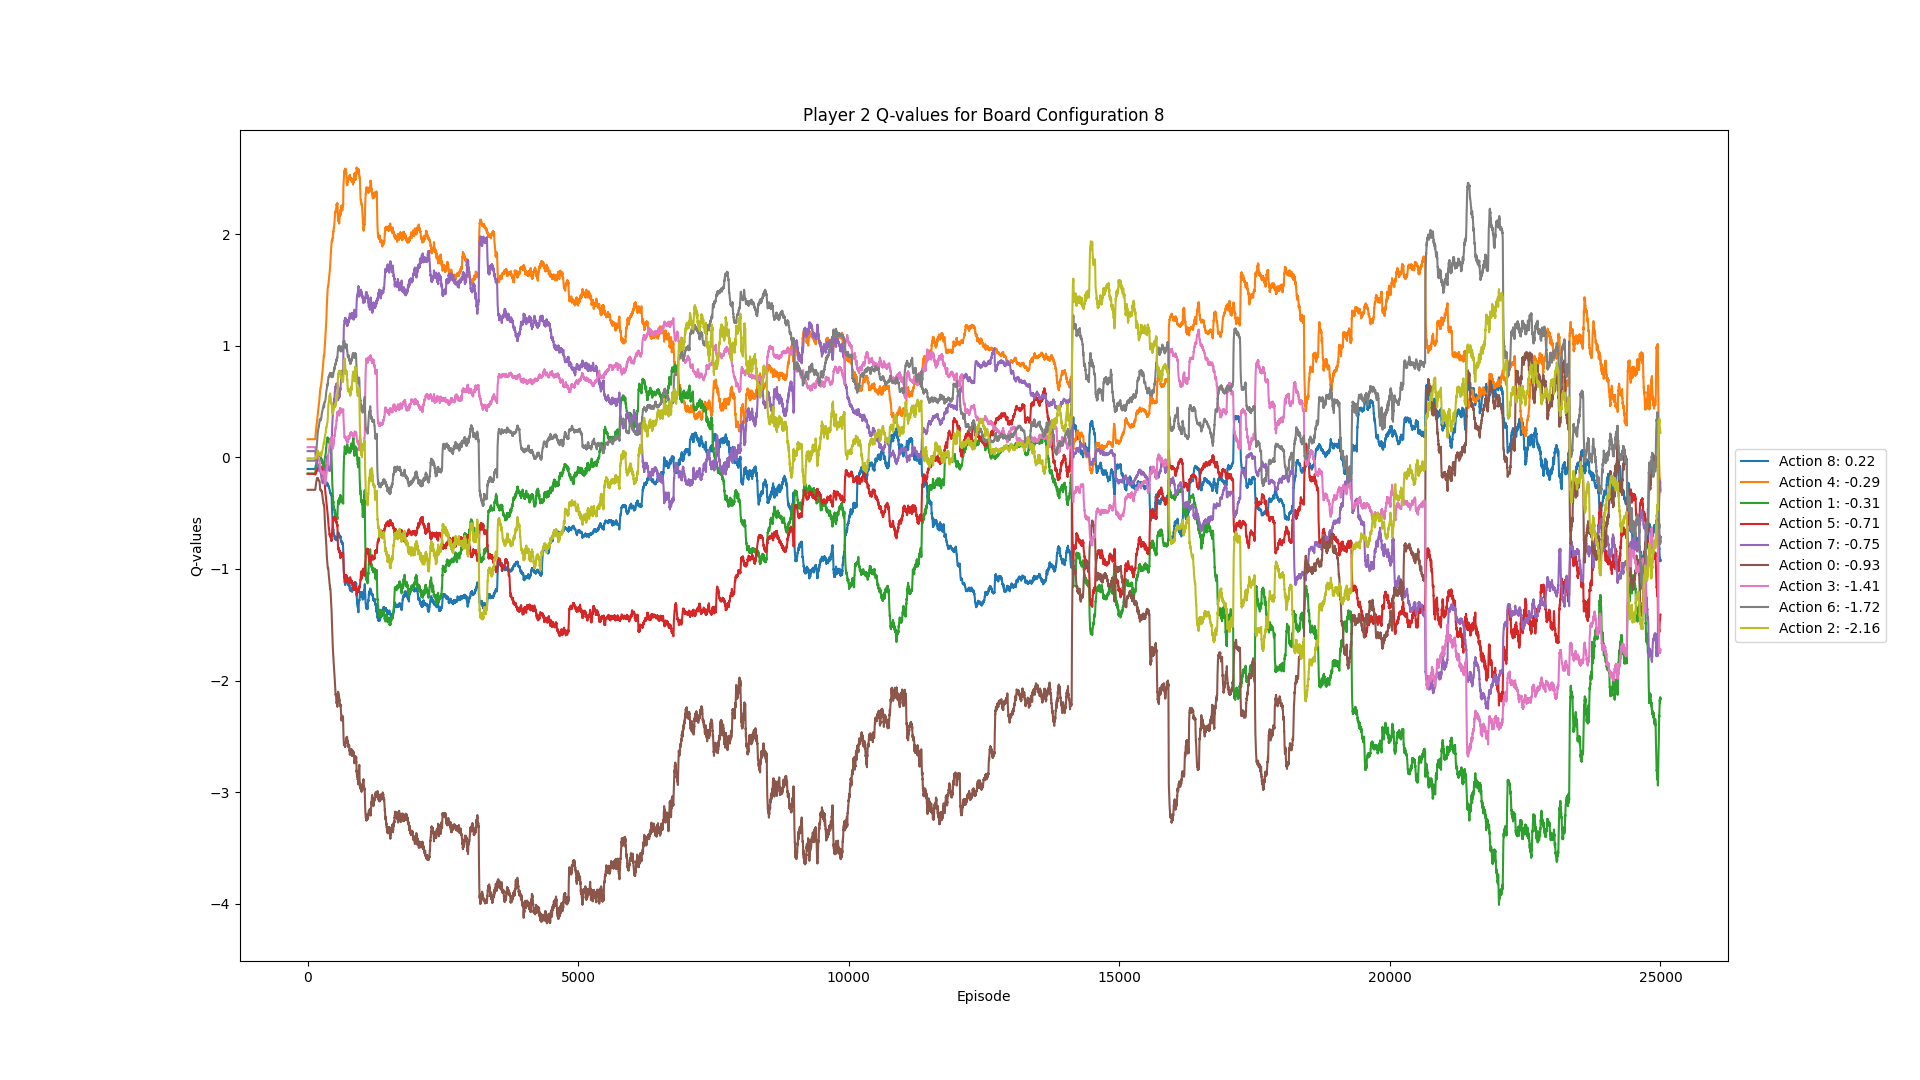 Player 2 Q-values for Board Configuration 8
Q-values
2
1
0
−1
−2
−3
−4
0
5000
10000
15000
20000
25000
Episode
Action 8: 0.22
Action 4: -0.29
Action 1: -0.31
Action 5: -0.71
Action 7: -0.75
Action 0: -0.93
Action 3: -1.41
Action 6: -1.72
Action 2: -2.16